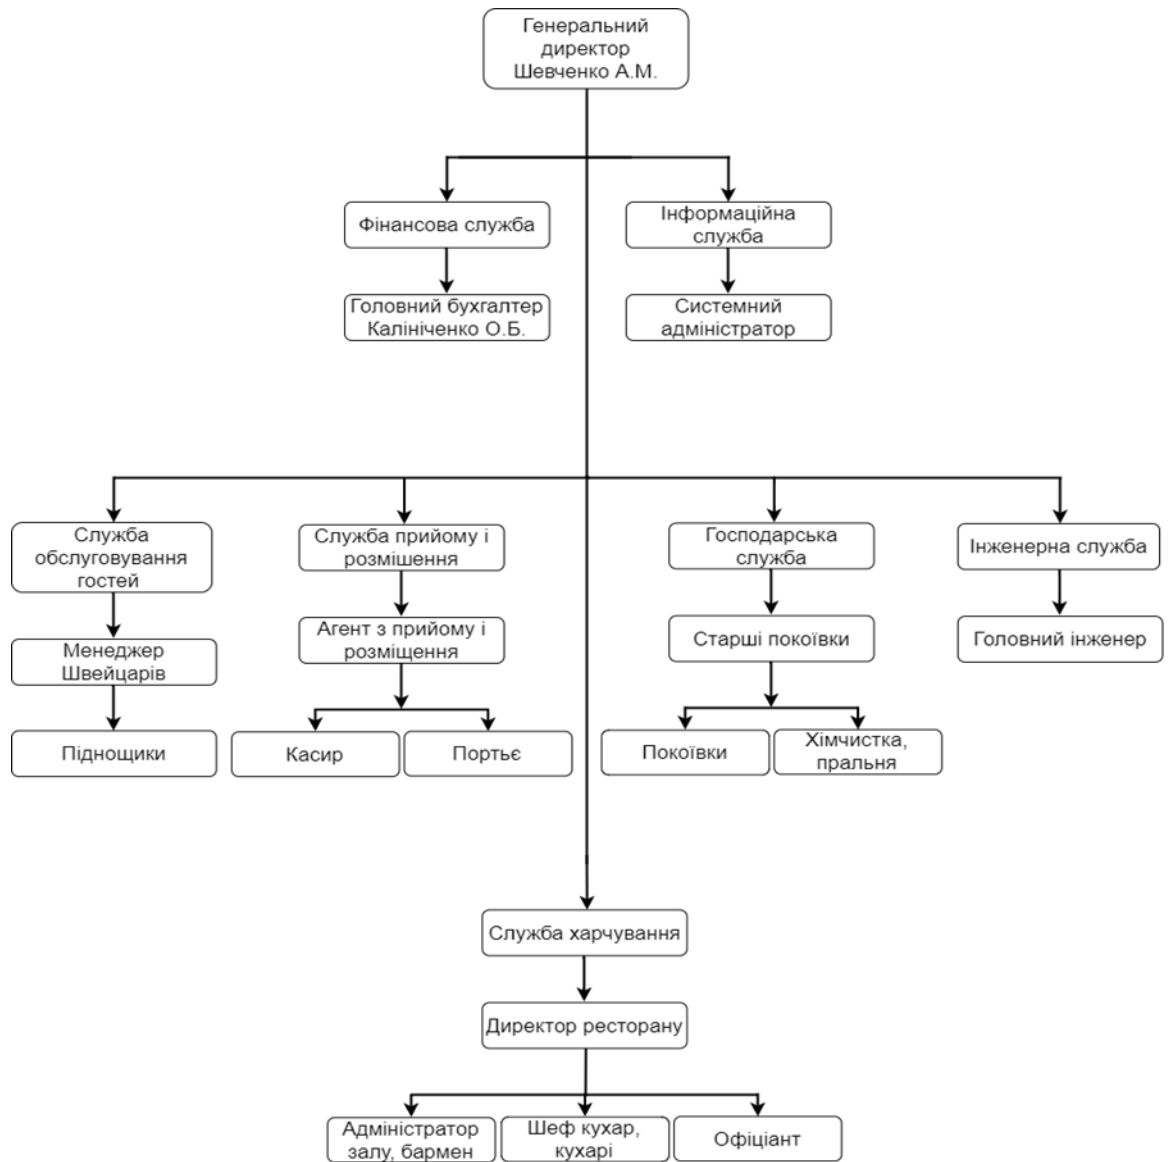 Генеральний
директор
Шевченко А.М.
Фінансова служба
Інформаційна
служба
Головний бухгалтер
Калініченко О.Б.
Системний
адміністратор
Служба
обслуговування
гостей
Служба прийому і
розмішення
Господарська
служба
Інженерна служба
Менеджер
Швейцарів
Агент з прийому і
розміщення
Старші покоївки
Головний інженер
Піднощики
Касир
Портьє
Покоївки
Хімчистка,
пральня
Служба харчування
Директор ресторану
Адміністратор
залу, бармен
Шеф кухар,
кухарі
Офіціант